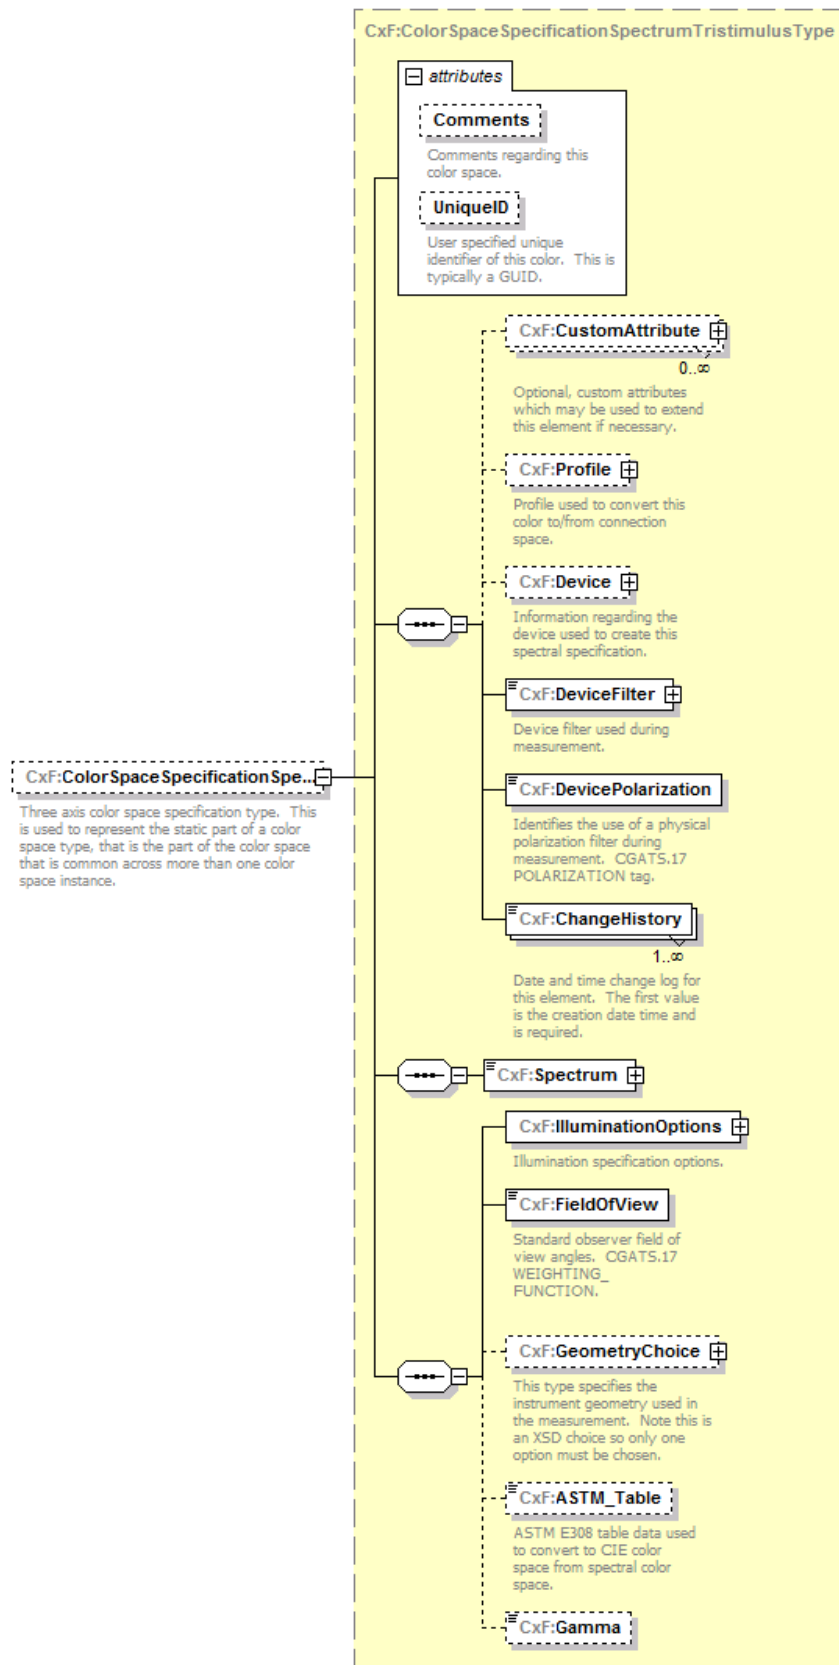 CxF:ColorSpaceSpecificationSpectrumTristimulusType
attributes
Comments
Comments regarding this
color space.
UniqueID
User specified unique
identifier of this color.  This is
typically a GUID.
CxF:CustomAttribute
0..∞
Optional, custom attributes
which may be used to extend
this element if necessary.
CxF:Profile
Profile used to convert this
color to/from connection
space.
CxF:Device
Information regarding the
device used to create this
spectral specification.
CxF:DeviceFilter
Device filter used during
measurement.
CxF:ColorSpaceSpecificationSpe...
Three axis color space specification type.  This
is used to represent the static part of a color
space type, that is the part of the color space
that is common across more than one color
space instance.
CxF:DevicePolarization
Identifies the use of a physical
polarization filter during
measurement.  CGATS.17
POLARIZATION tag.
CxF:ChangeHistory
1..∞
Date and time change log for
this element.  The first value
is the creation date time and
is required.
CxF:Spectrum
CxF:IlluminationOptions
Illumination specification options.
CxF:FieldOfView
Standard observer field of
view angles.  CGATS.17
WEIGHTING_
FUNCTION.
CxF:GeometryChoice
This type specifies the
instrument geometry used in
the measurement.  Note this is
an XSD choice so only one
option must be chosen.
CxF:ASTM_Table
ASTM E308 table data used
to convert to CIE color
space from spectral color
space.
CxF:Gamma